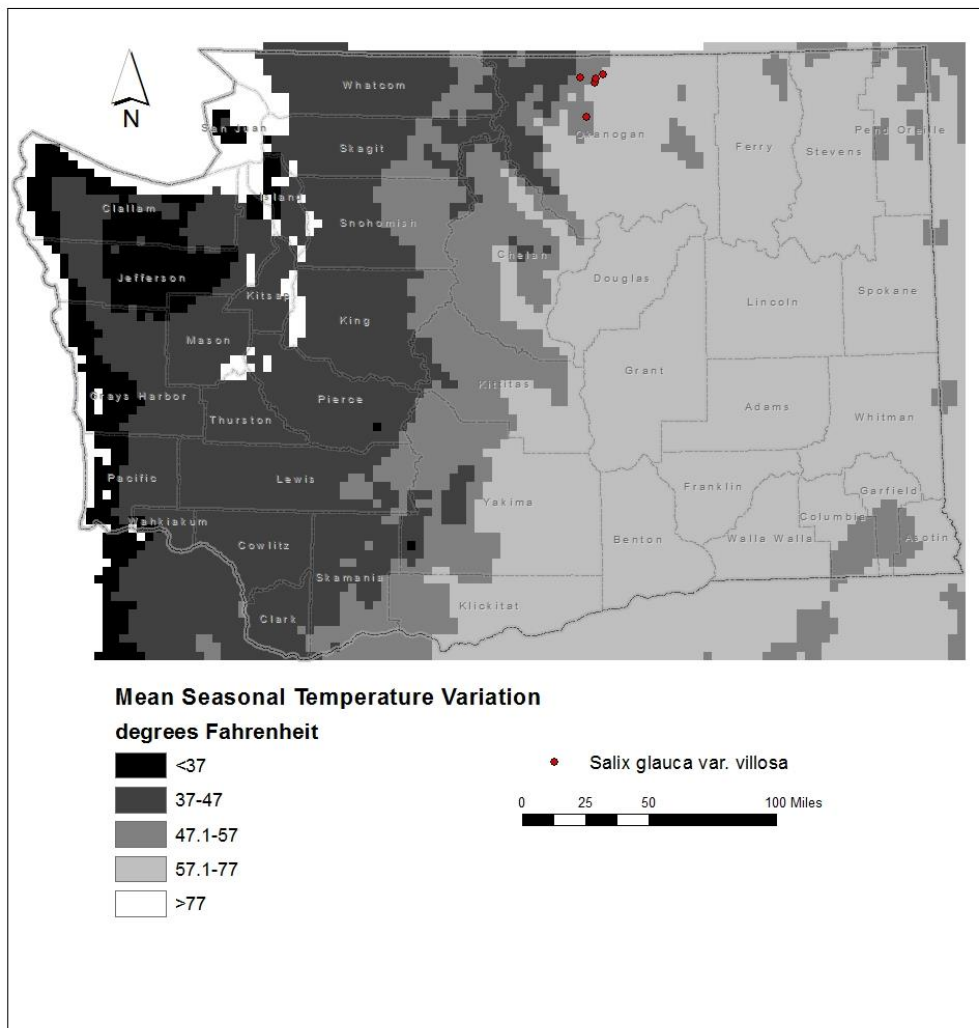 N
Whatcom
San Juan
Skagit
Okanogan
Ferry
Stevens
Pend Oreille
Island
Clallam
Snohomish
Chelan
Jefferson
Kitsap
Douglas
Lincoln
Spokane
King
Mason
Grant
Kittitas
Grays Harbor
Pierce
Adams
Whitman
Thurston
Pacific
Lewis
Yakima
Franklin
Garfield
Wahkiakum
Columbia
Cowlitz
Benton
Walla Walla
Asotin
Skamania
Klickitat
Clark
Mean Seasonal Temperature Variation
degrees Fahrenheit
<37
37-47
47.1-57
57.1-77
>77
Salix glauca var. villosa
0 25 50 100 Miles